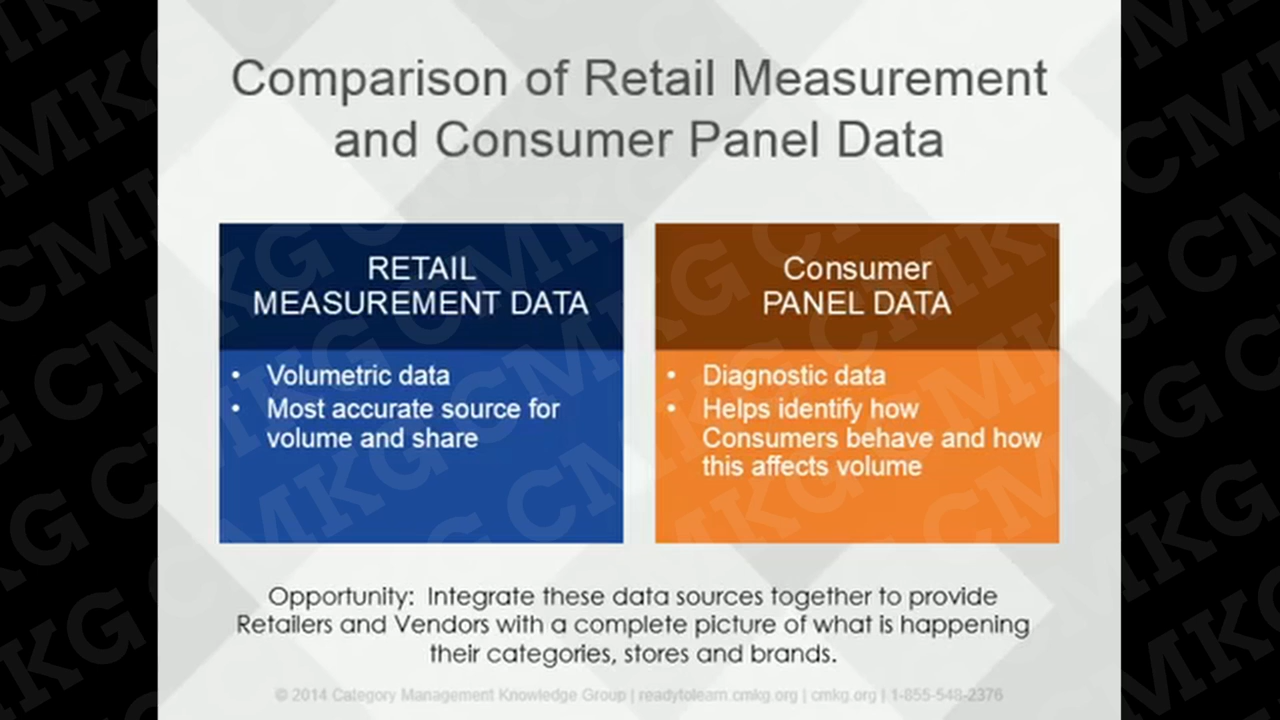 Comparison of Retail Measurement
and Consumer Panel Data
RETAIL
MEASUREMENT DATA
• Volumetric data
• Most accurate source for
volume and share
Consumer
PANEL DATA
• Diagnostic data
• Helps identify how
Consumers behave and how
this affects volume
Opportunity: Integrate these data sources together to provide
Retailers and Vendors with a complete picture of what is happening
their categories, stores and brands.
© 2014 Category Management Knowledge Group | readytolearn.cmkg.org | cmkg.org | 1-855-548-2376